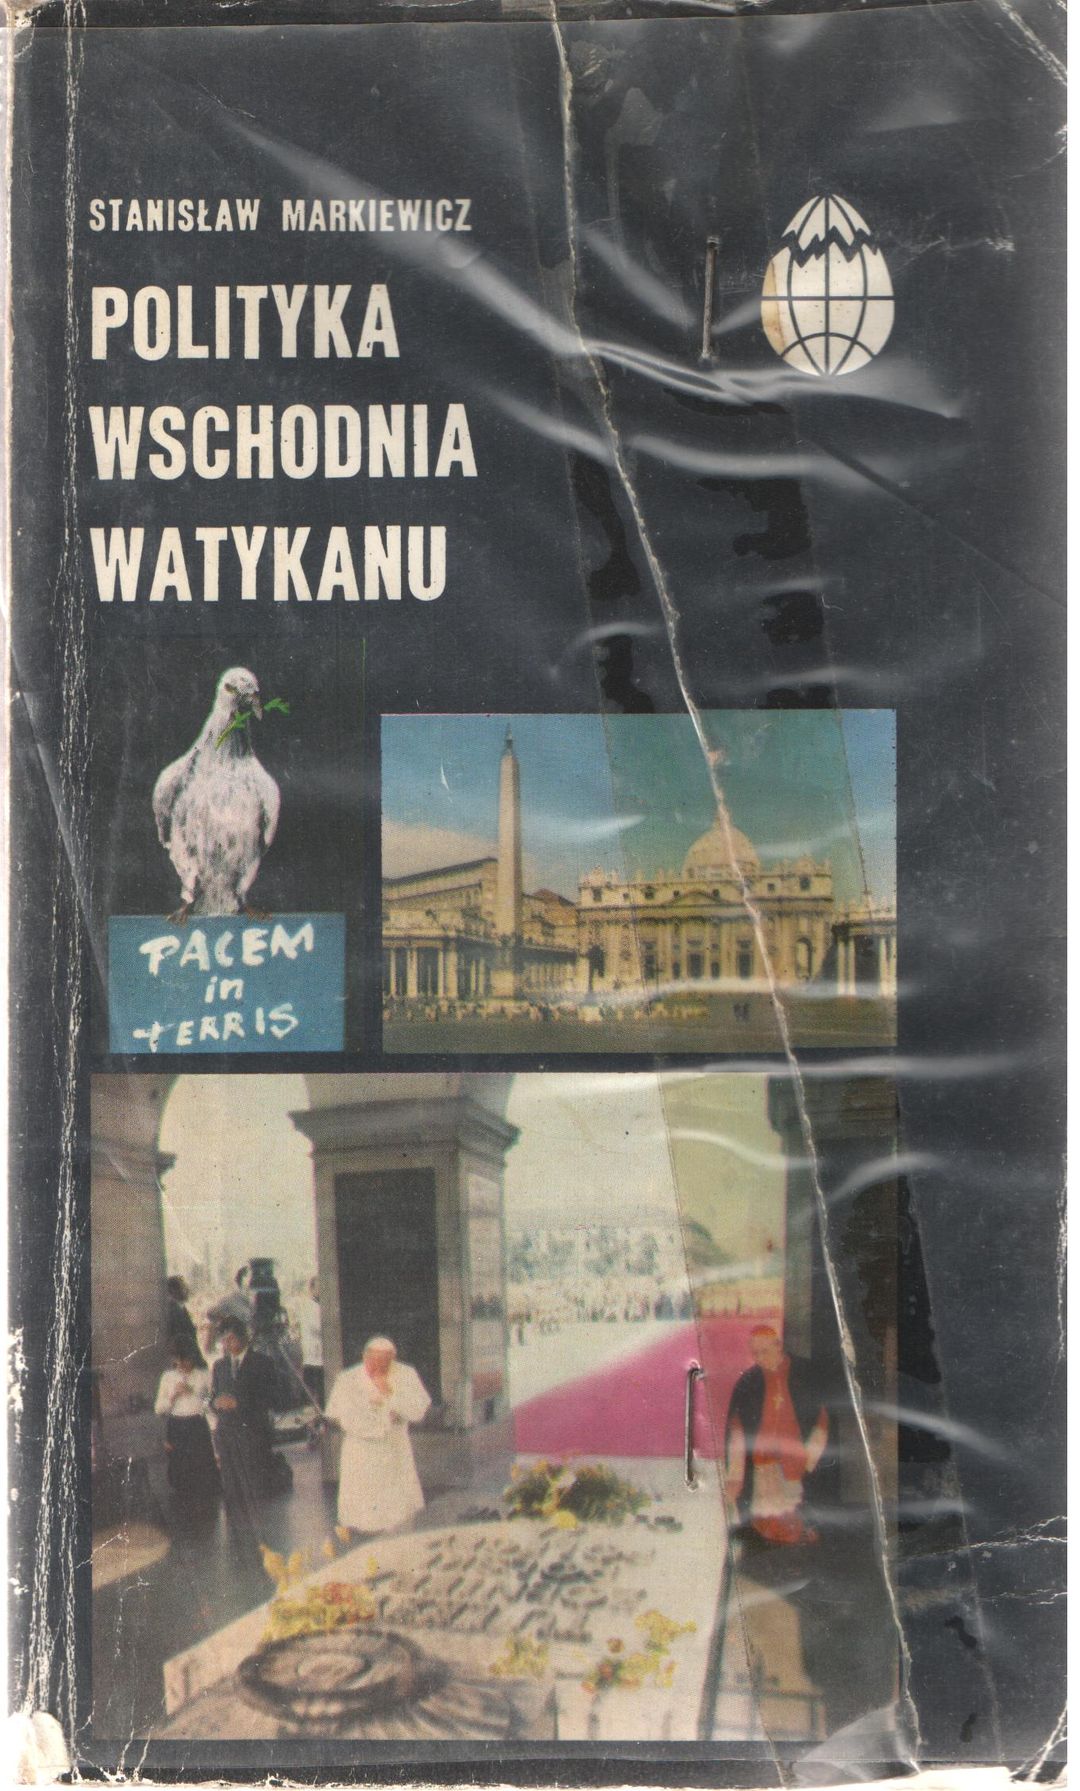 STANISŁAW MARKIEWICZ
POLITYKA
WSCHODNIA
WATYKANU
PACEM
in
tERRIS